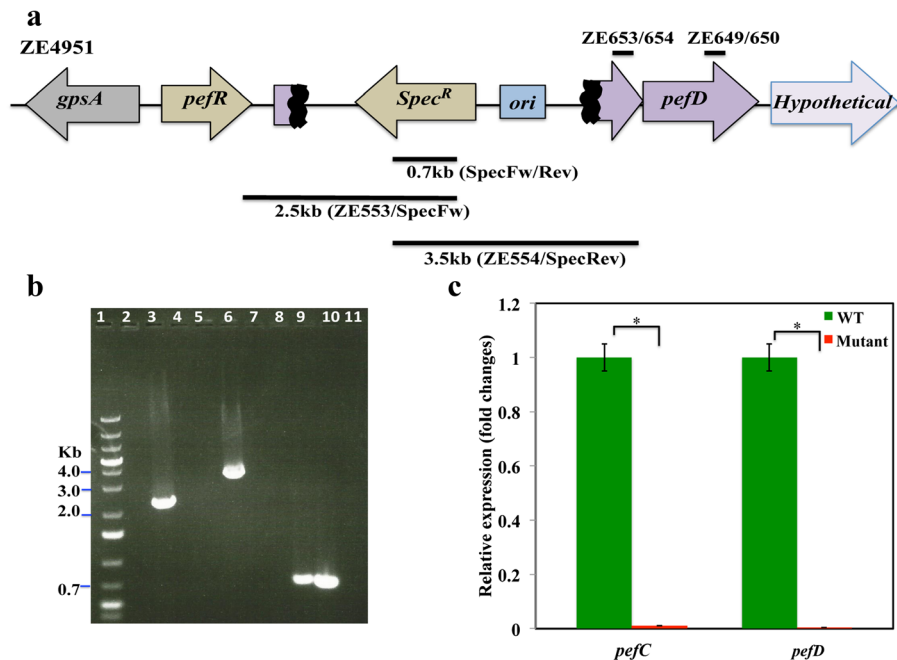 a
ZE4951
ZE653/654
ZE649/650
gpsA
pefR
Spec^R
ori
pefD
Hypothetical
0.7kb (SpecFw/Rev)
2.5kb (ZE553/SpecFw)
3.5kb (ZE554/SpecRev)
b
1 2 3 4 5 6 7 8 9 10 11
Kb
4.0
3.0
2.0
0.7
c
Relative expression (fold changes)
1.2
1
0.8
0.6
0.4
0.2
0
* *
WT
Mutant
pefC
pefD